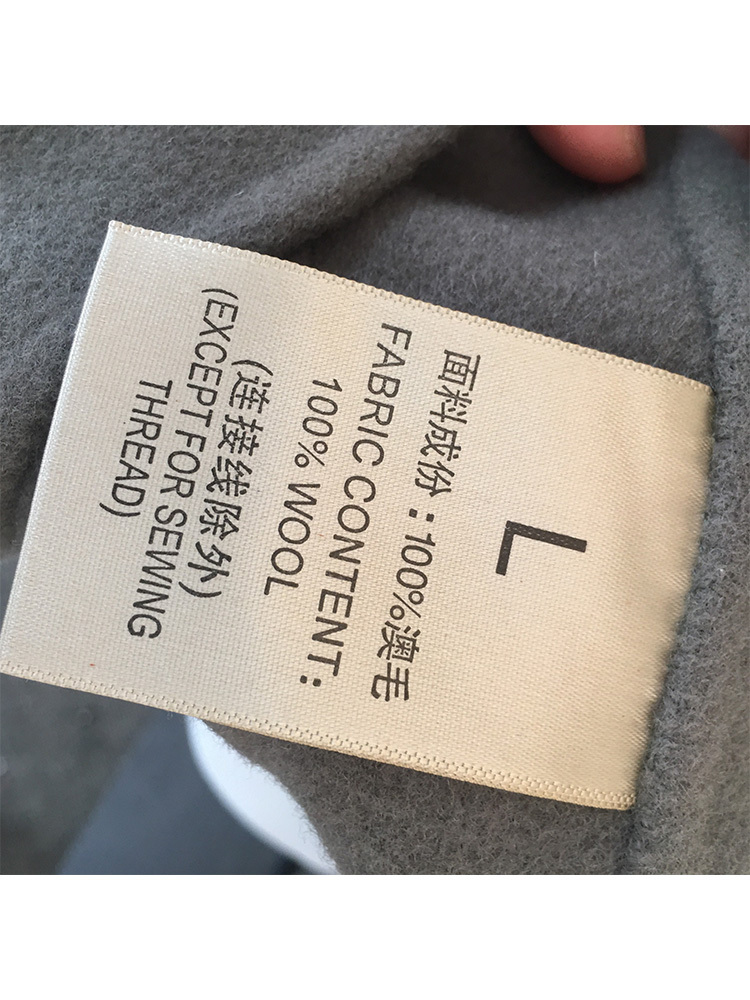 L
面料成份：100%澳毛
FABRIC CONTENT:
100% WOOL
(连接线除外)
(EXCEPT FOR SEWING
THREAD)